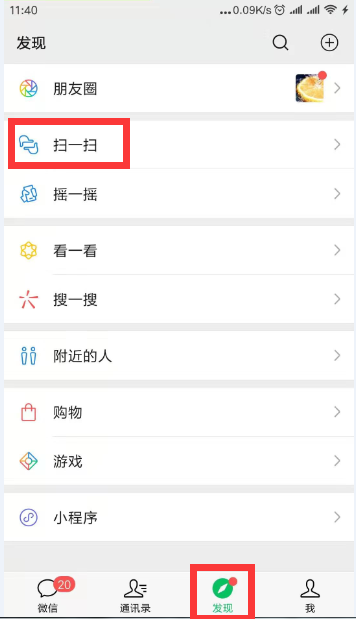 11:40 ...0.09K/s
发现
朋友圈
扫一扫
摇一摇
看一看
搜一搜
附近的人
购物
游戏
小程序
20
微信 通讯录 发现 我